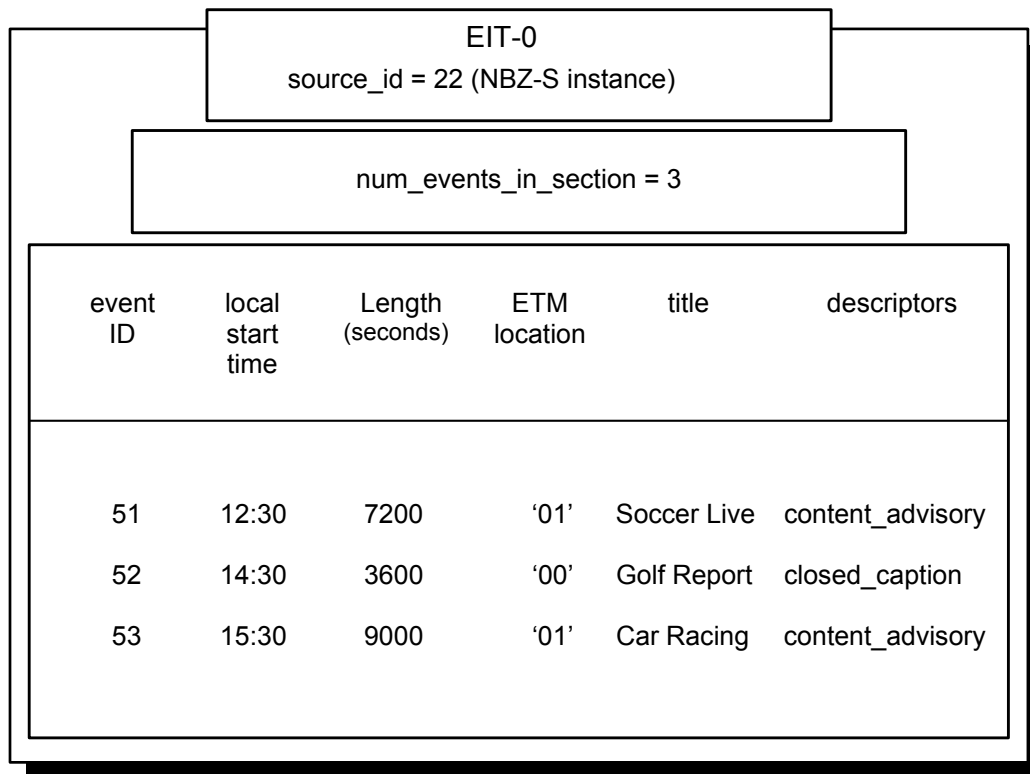 EIT-0
source_id = 22 (NBZ-S instance)
num_events_in_section = 3
event ID local start time Length (seconds) ETM location title descriptors
51 12:30 7200 ‘01’ Soccer Live content_advisory
52 14:30 3600 ‘00’ Golf Report closed_caption
53 15:30 9000 ‘01’ Car Racing content_advisory